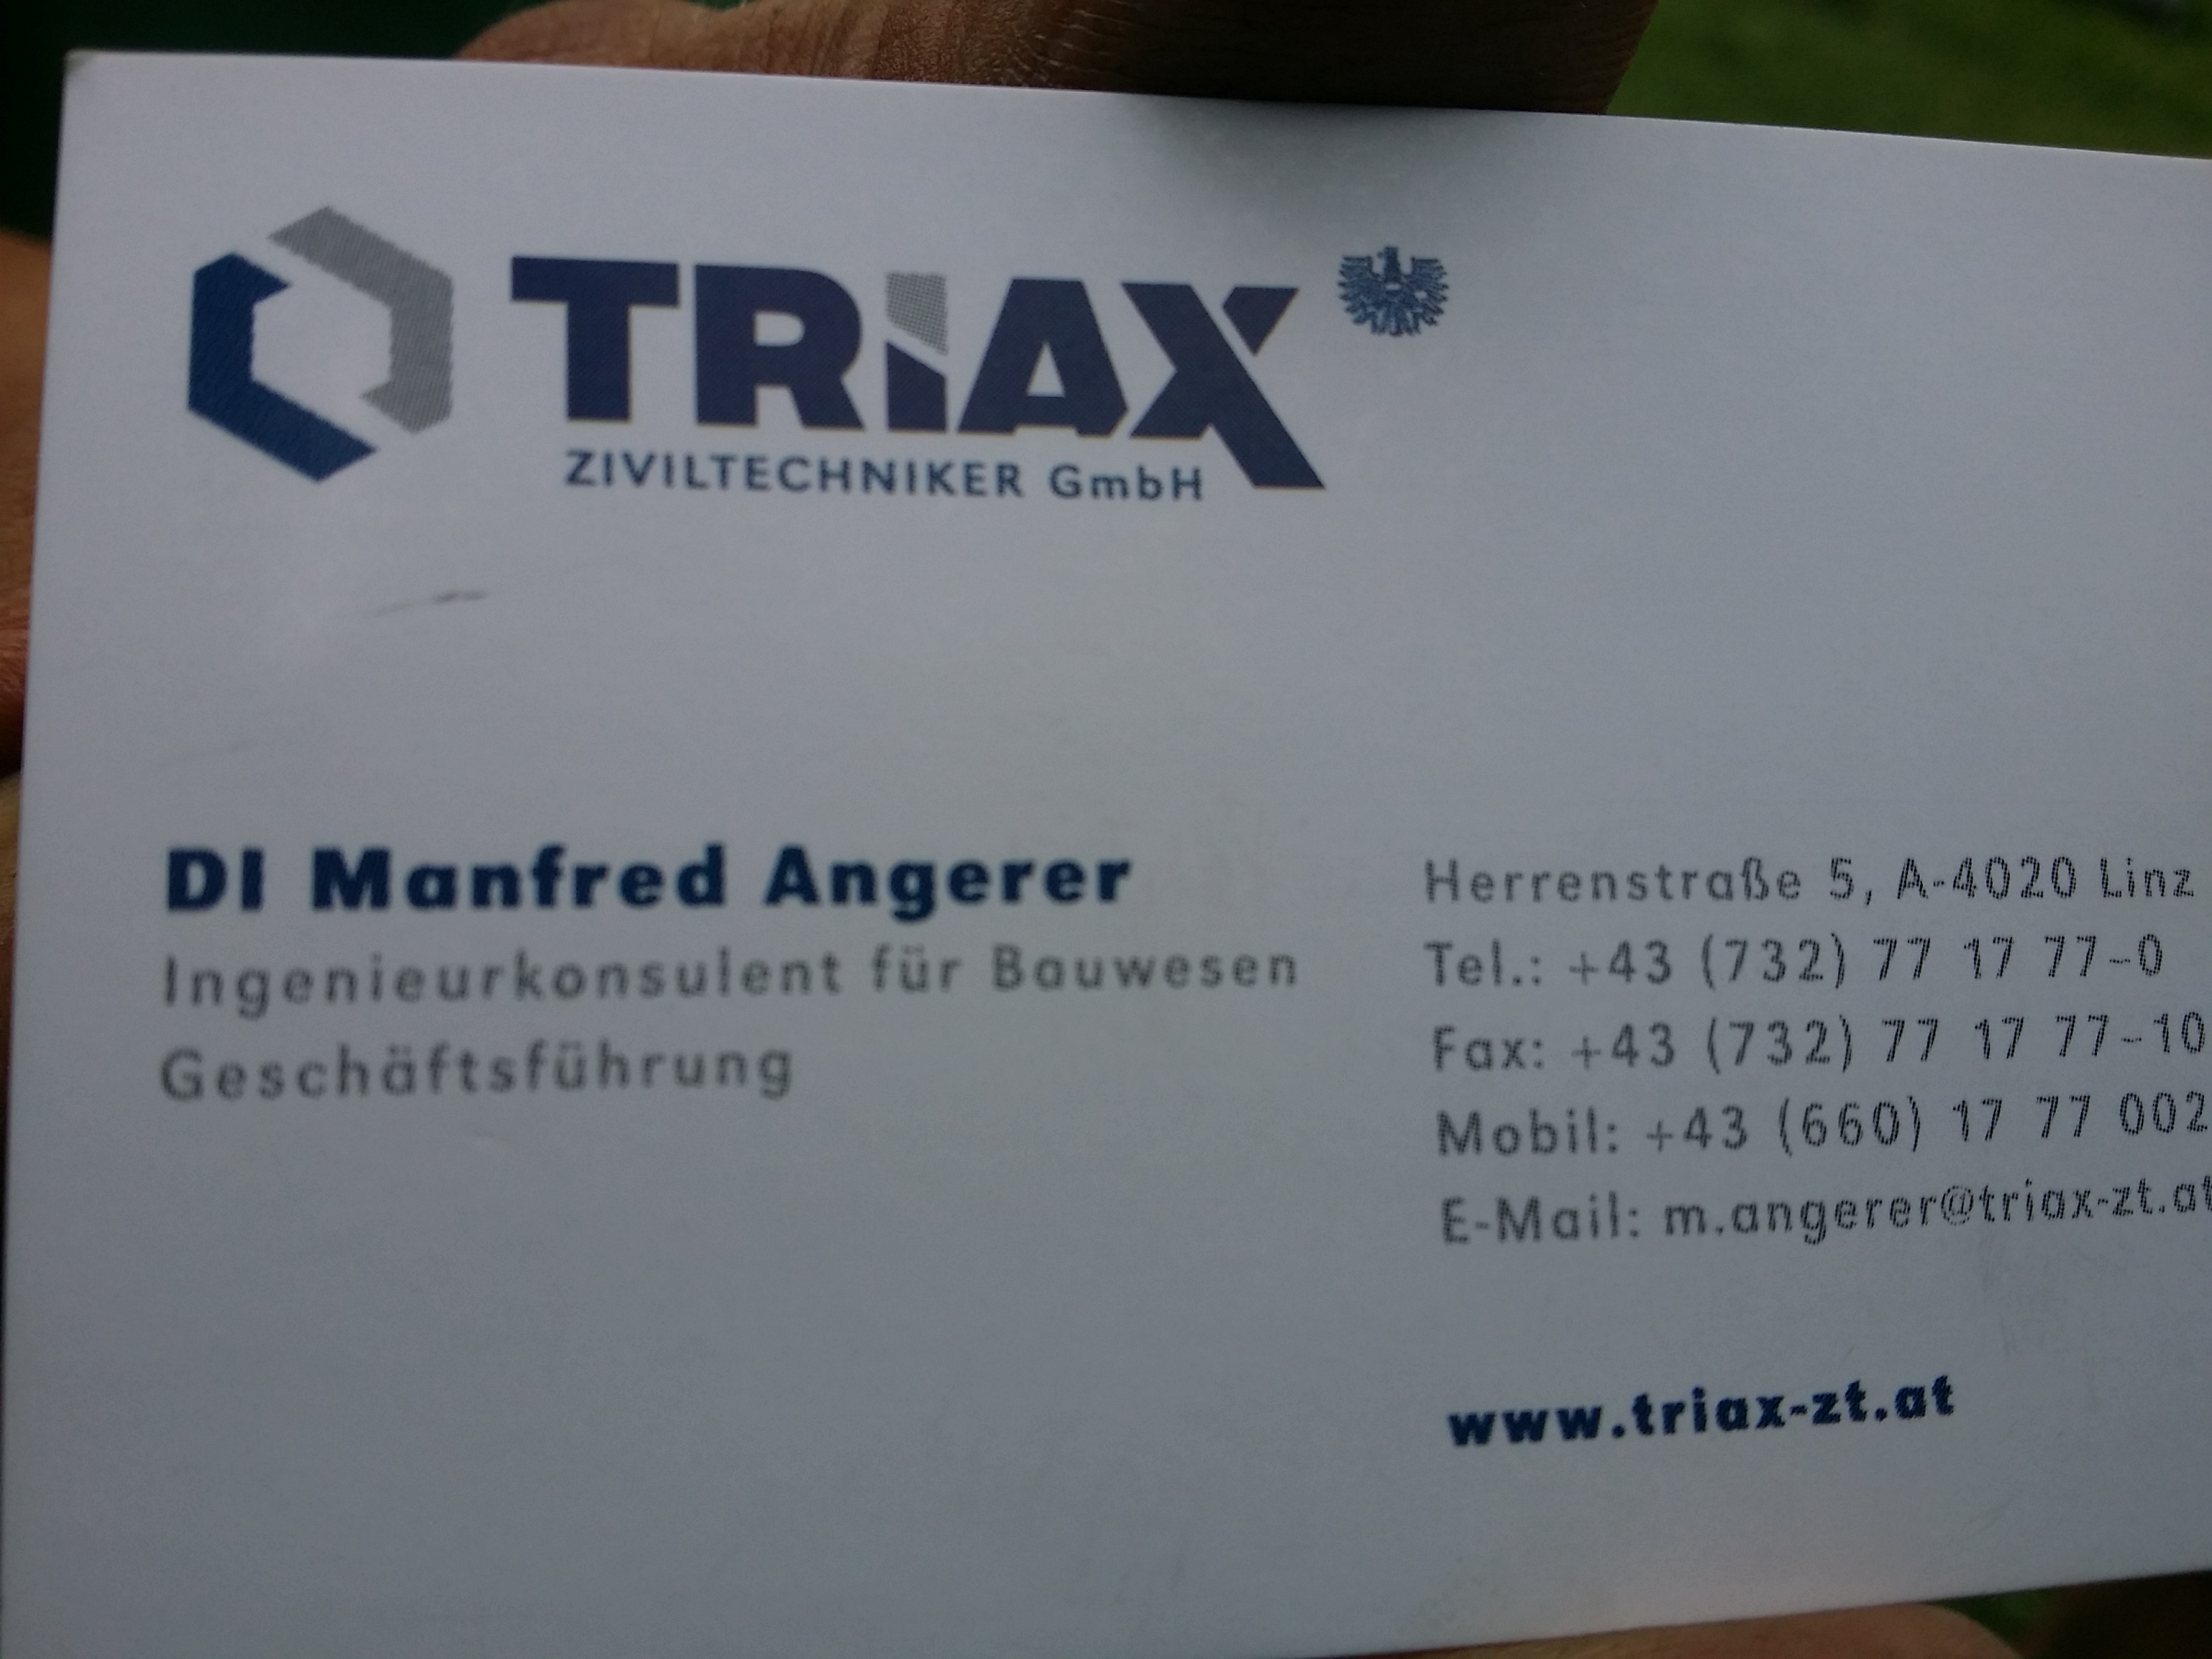 TRiAX
ZIVILTECHNIKER GmbH
DI Manfred Angerer
Ingenieurkonsulent für Bauwesen
Geschäftsführung
Herrenstraße 5, A-4020 Linz
Tel.: +43 (732) 77 17 77-0
Fax: +43 (732) 77 17 77-10
Mobil: +43 (660) 17 77 002
E-Mail: m.angerer@triax-zt.at
www.triax-zt.at